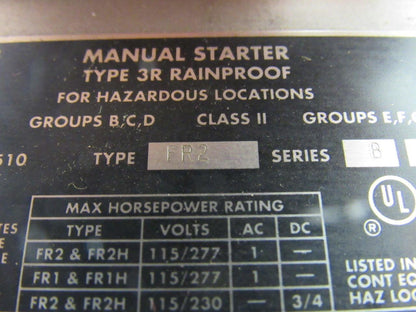 MANUAL STARTER
TYPE 3R RAINPROOF
FOR HAZARDOUS LOCATIONS
GROUPS B,C,D CLASS II GROUPS E,F,
510 TYPE FR2 SERIES B
UL
®
MAX HORSEPOWER RATING
TYPE VOLTS AC DC
FR2 & FR2H 115/277 1 —
FR1 & FR1H 115/277 1 —
FR2 & FR2H 115/230 — 3/4
LISTED IN
CONT EQ
HAZ LOC